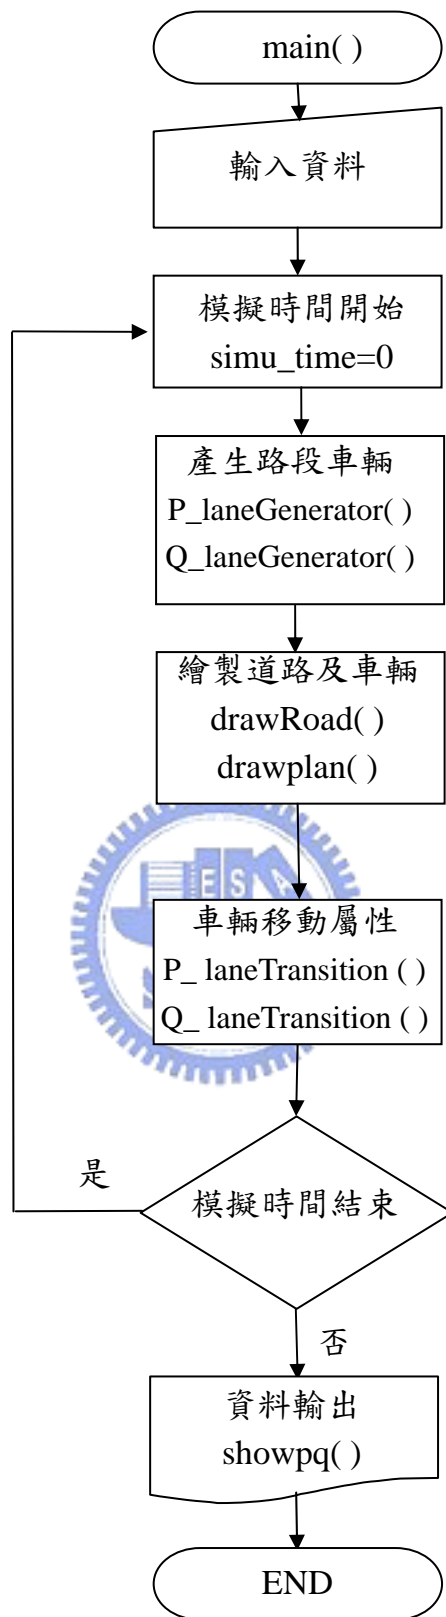 main( )
輸入資料
模擬時間開始
simu_time=0
產生路段車輛
P_laneGenerator( )
Q_laneGenerator( )
繪製道路及車輛
drawRoad( )
drawplan( )
E S
車輛移動屬性
P_ laneTransition ( )
Q_ laneTransition ( )
是
模擬時間結束
否
資料輸出
showpq( )
END